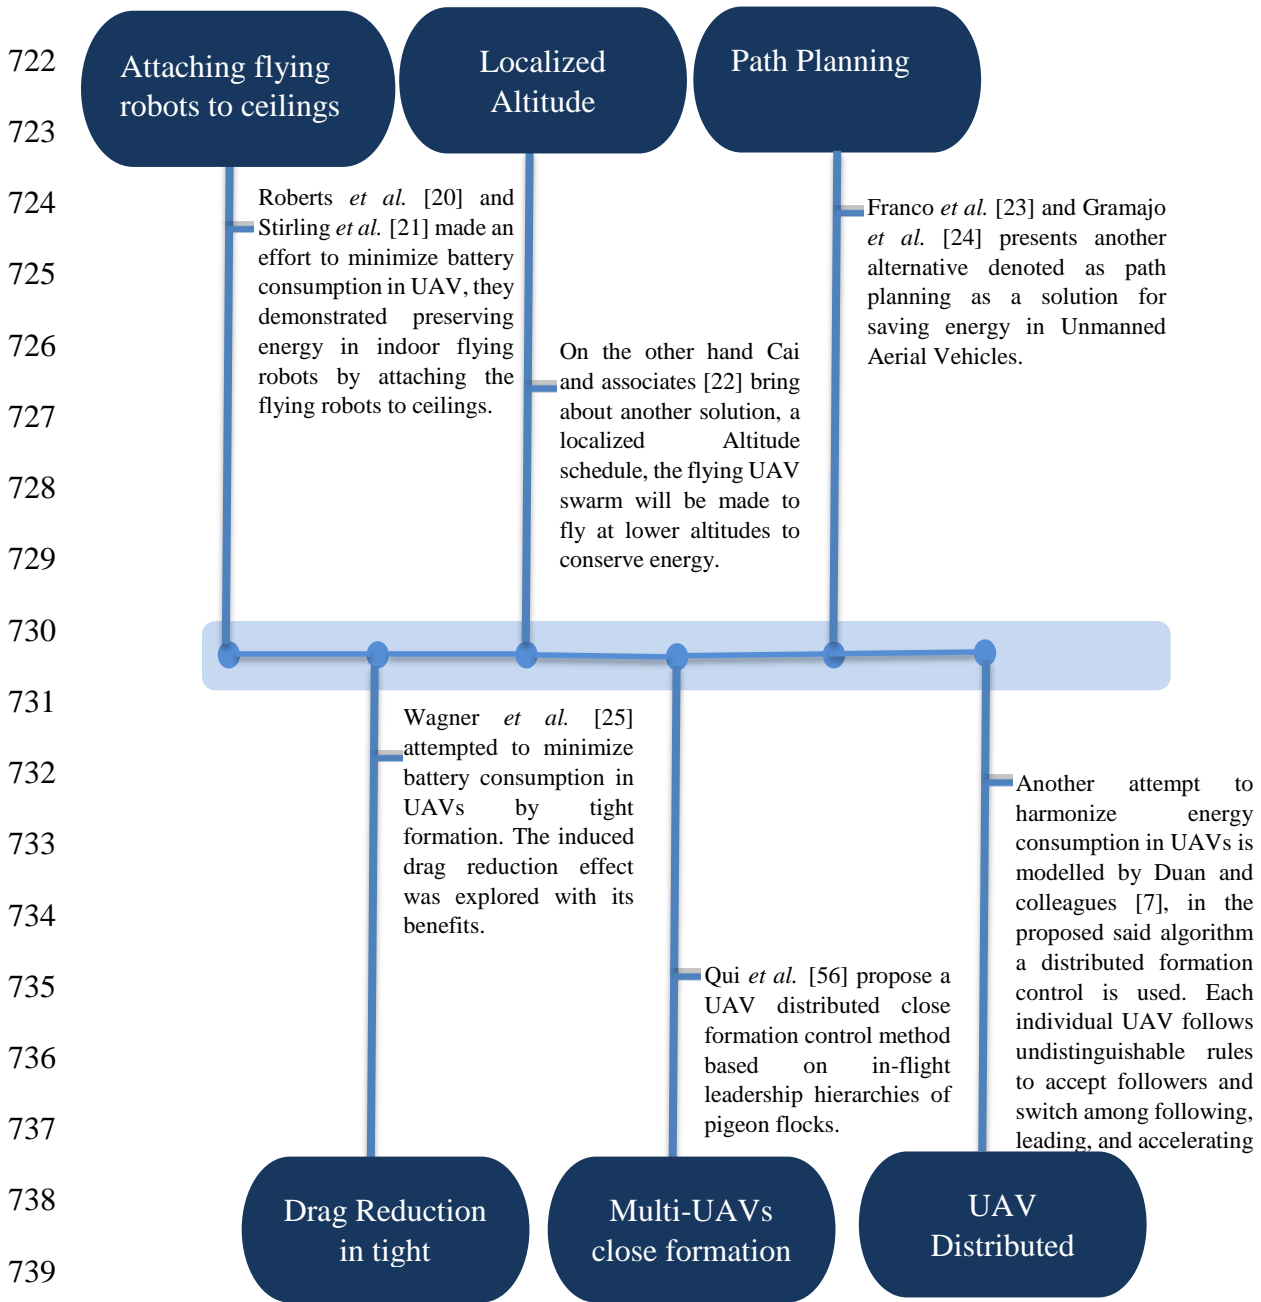 722
723
724
725
726
727
728
729
730
731
732
733
734
735
736
737
738
739
Attaching flying
robots to ceilings
Localized
Altitude
Path Planning
Roberts et al. [20] and
Stirling et al. [21] made an
effort to minimize battery
consumption in UAV, they
demonstrated preserving
energy in indoor flying
robots by attaching the
flying robots to ceilings.
On the other hand Cai
and associates [22] bring
about another solution, a
localized Altitude
schedule, the flying UAV
swarm will be made to
fly at lower altitudes to
conserve energy.
Franco et al. [23] and Gramajo
et al. [24] presents another
alternative denoted as path
planning as a solution for
saving energy in Unmanned
Aerial Vehicles.
Wagner et al. [25]
attempted to minimize
battery consumption in
UAVs by tight
formation. The induced
drag reduction effect
was explored with its
benefits.
Qui et al. [56] propose a
UAV distributed close
formation control method
based on in-flight
leadership hierarchies of
pigeon flocks.
Another attempt to
harmonize energy
consumption in UAVs is
modelled by Duan and
colleagues [7], in the
proposed said algorithm
a distributed formation
control is used. Each
individual UAV follows
undistinguishable rules
to accept followers and
switch among following,
leading, and accelerating
Drag Reduction
in tight
Multi-UAVs
close formation
UAV
Distributed